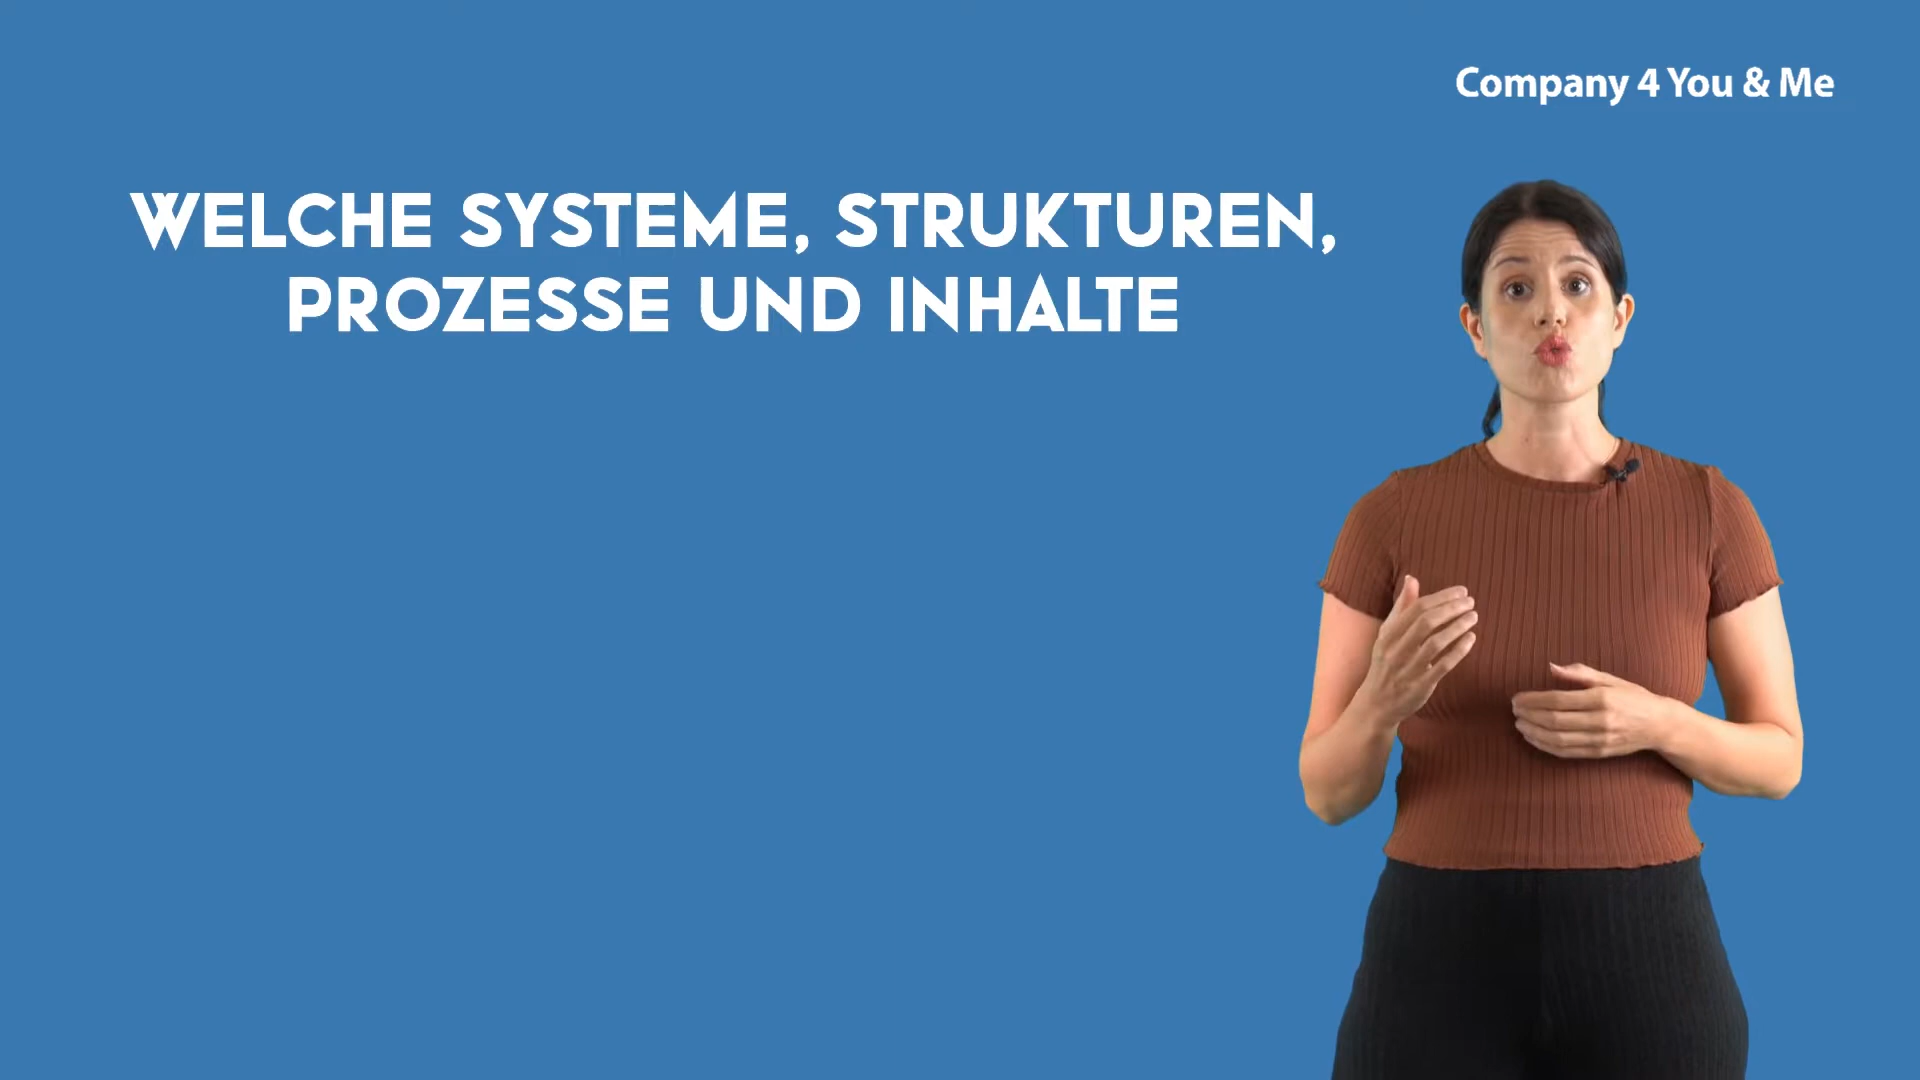 Company 4 You & Me
WELCHE SYSTEME, STRUKTUREN,
PROZESSE UND INHALTE